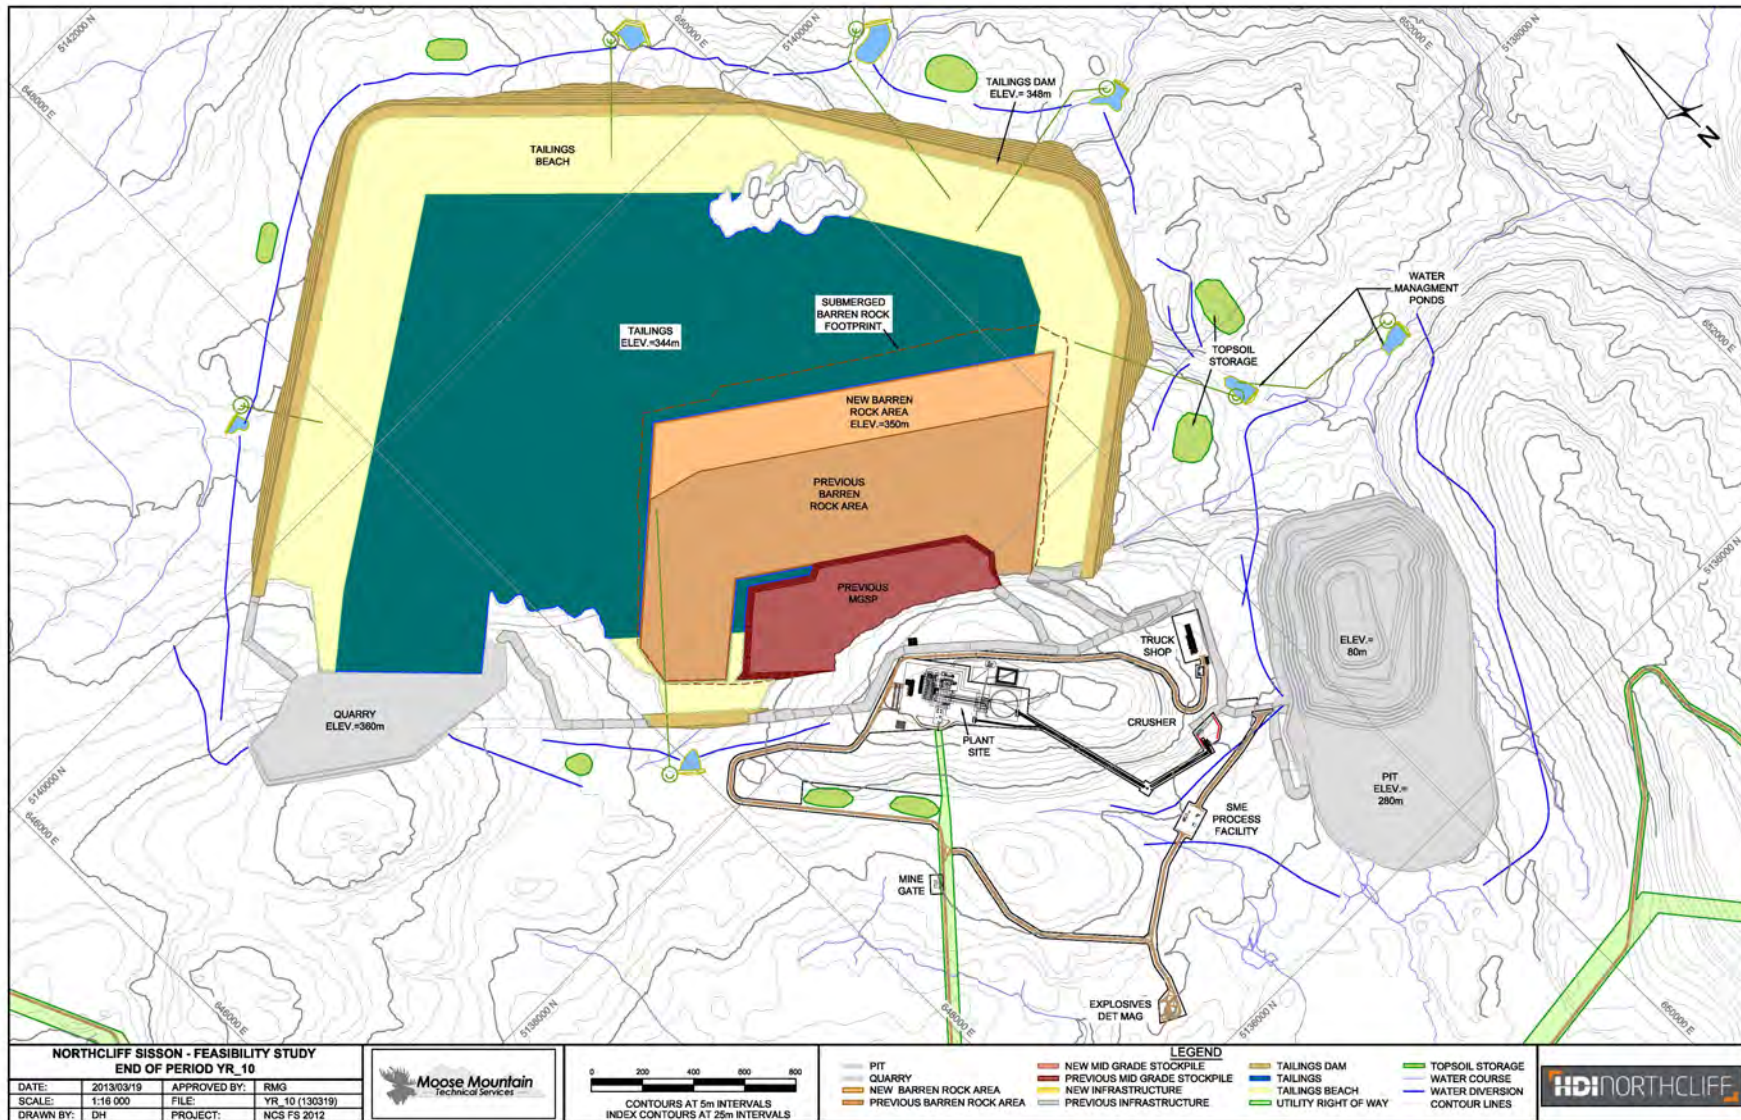 5142000 N
650000 E
5140000 N
652000 E
5138000 N
648000 E
N
TAILINGS DAM
ELEV.= 348m
TAILINGS
BEACH
WATER
MANAGMENT
PONDS
SUBMERGED
BARREN ROCK
FOOTPRINT
TAILINGS
ELEV.=344m
652000 E
TOPSOIL
STORAGE
NEW BARREN
ROCK AREA
ELEV.=350m
PREVIOUS
BARREN
ROCK AREA
5136000 N
PREVIOUS
MGSP
TRUCK
SHOP
ELEV.=
80m
QUARRY
ELEV.=360m
CRUSHER
PLANT
SITE
PIT
ELEV.=
280m
5140000 N
646000 E
SME
PROCESS
FACILITY
MINE
GATE
EXPLOSIVES
DET MAG
646000 E
5138000 N
648000 E
5136000 N
650000 E
NORTHCLIFF SISSON - FEASIBILITY STUDY
END OF PERIOD YR_10
DATE: 2013/03/19 APPROVED BY: RMG
SCALE: 1:16 000 FILE: YR_10 (130319)
DRAWN BY: DH PROJECT: NCS FS 2012
Moose Mountain
Technical Services
0 200 400 600 800
CONTOURS AT 5m INTERVALS
INDEX CONTOURS AT 25m INTERVALS
LEGEND
PIT
QUARRY
NEW BARREN ROCK AREA
PREVIOUS BARREN ROCK AREA
NEW MID GRADE STOCKPILE
PREVIOUS MID GRADE STOCKPILE
NEW INFRASTRUCTURE
PREVIOUS INFRASTRUCTURE
TAILINGS DAM
TAILINGS
TAILINGS BEACH
UTILITY RIGHT OF WAY
TOPSOIL STORAGE
WATER COURSE
WATER DIVERSION
CONTOUR LINES
HDINORTHCLIFF